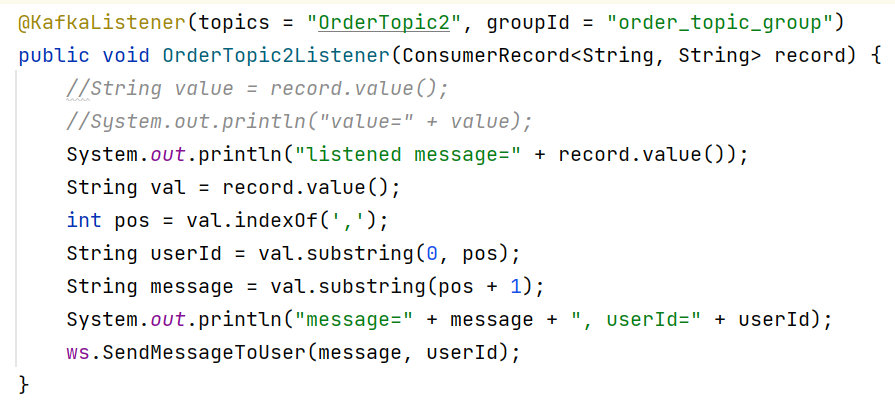 @KafkaListener(topics = "OrderTopic2", groupId = "order_topic_group")
public void OrderTopic2Listener(ConsumerRecord<String, String> record) {
    //String value = record.value();
    //System.out.println("value=" + value);
    System.out.println("listened message=" + record.value());
    String val = record.value();
    int pos = val.indexOf(',');
    String userId = val.substring(0, pos);
    String message = val.substring(pos + 1);
    System.out.println("message=" + message + ", userId=" + userId);
    ws.SendMessageToUser(message, userId);
}